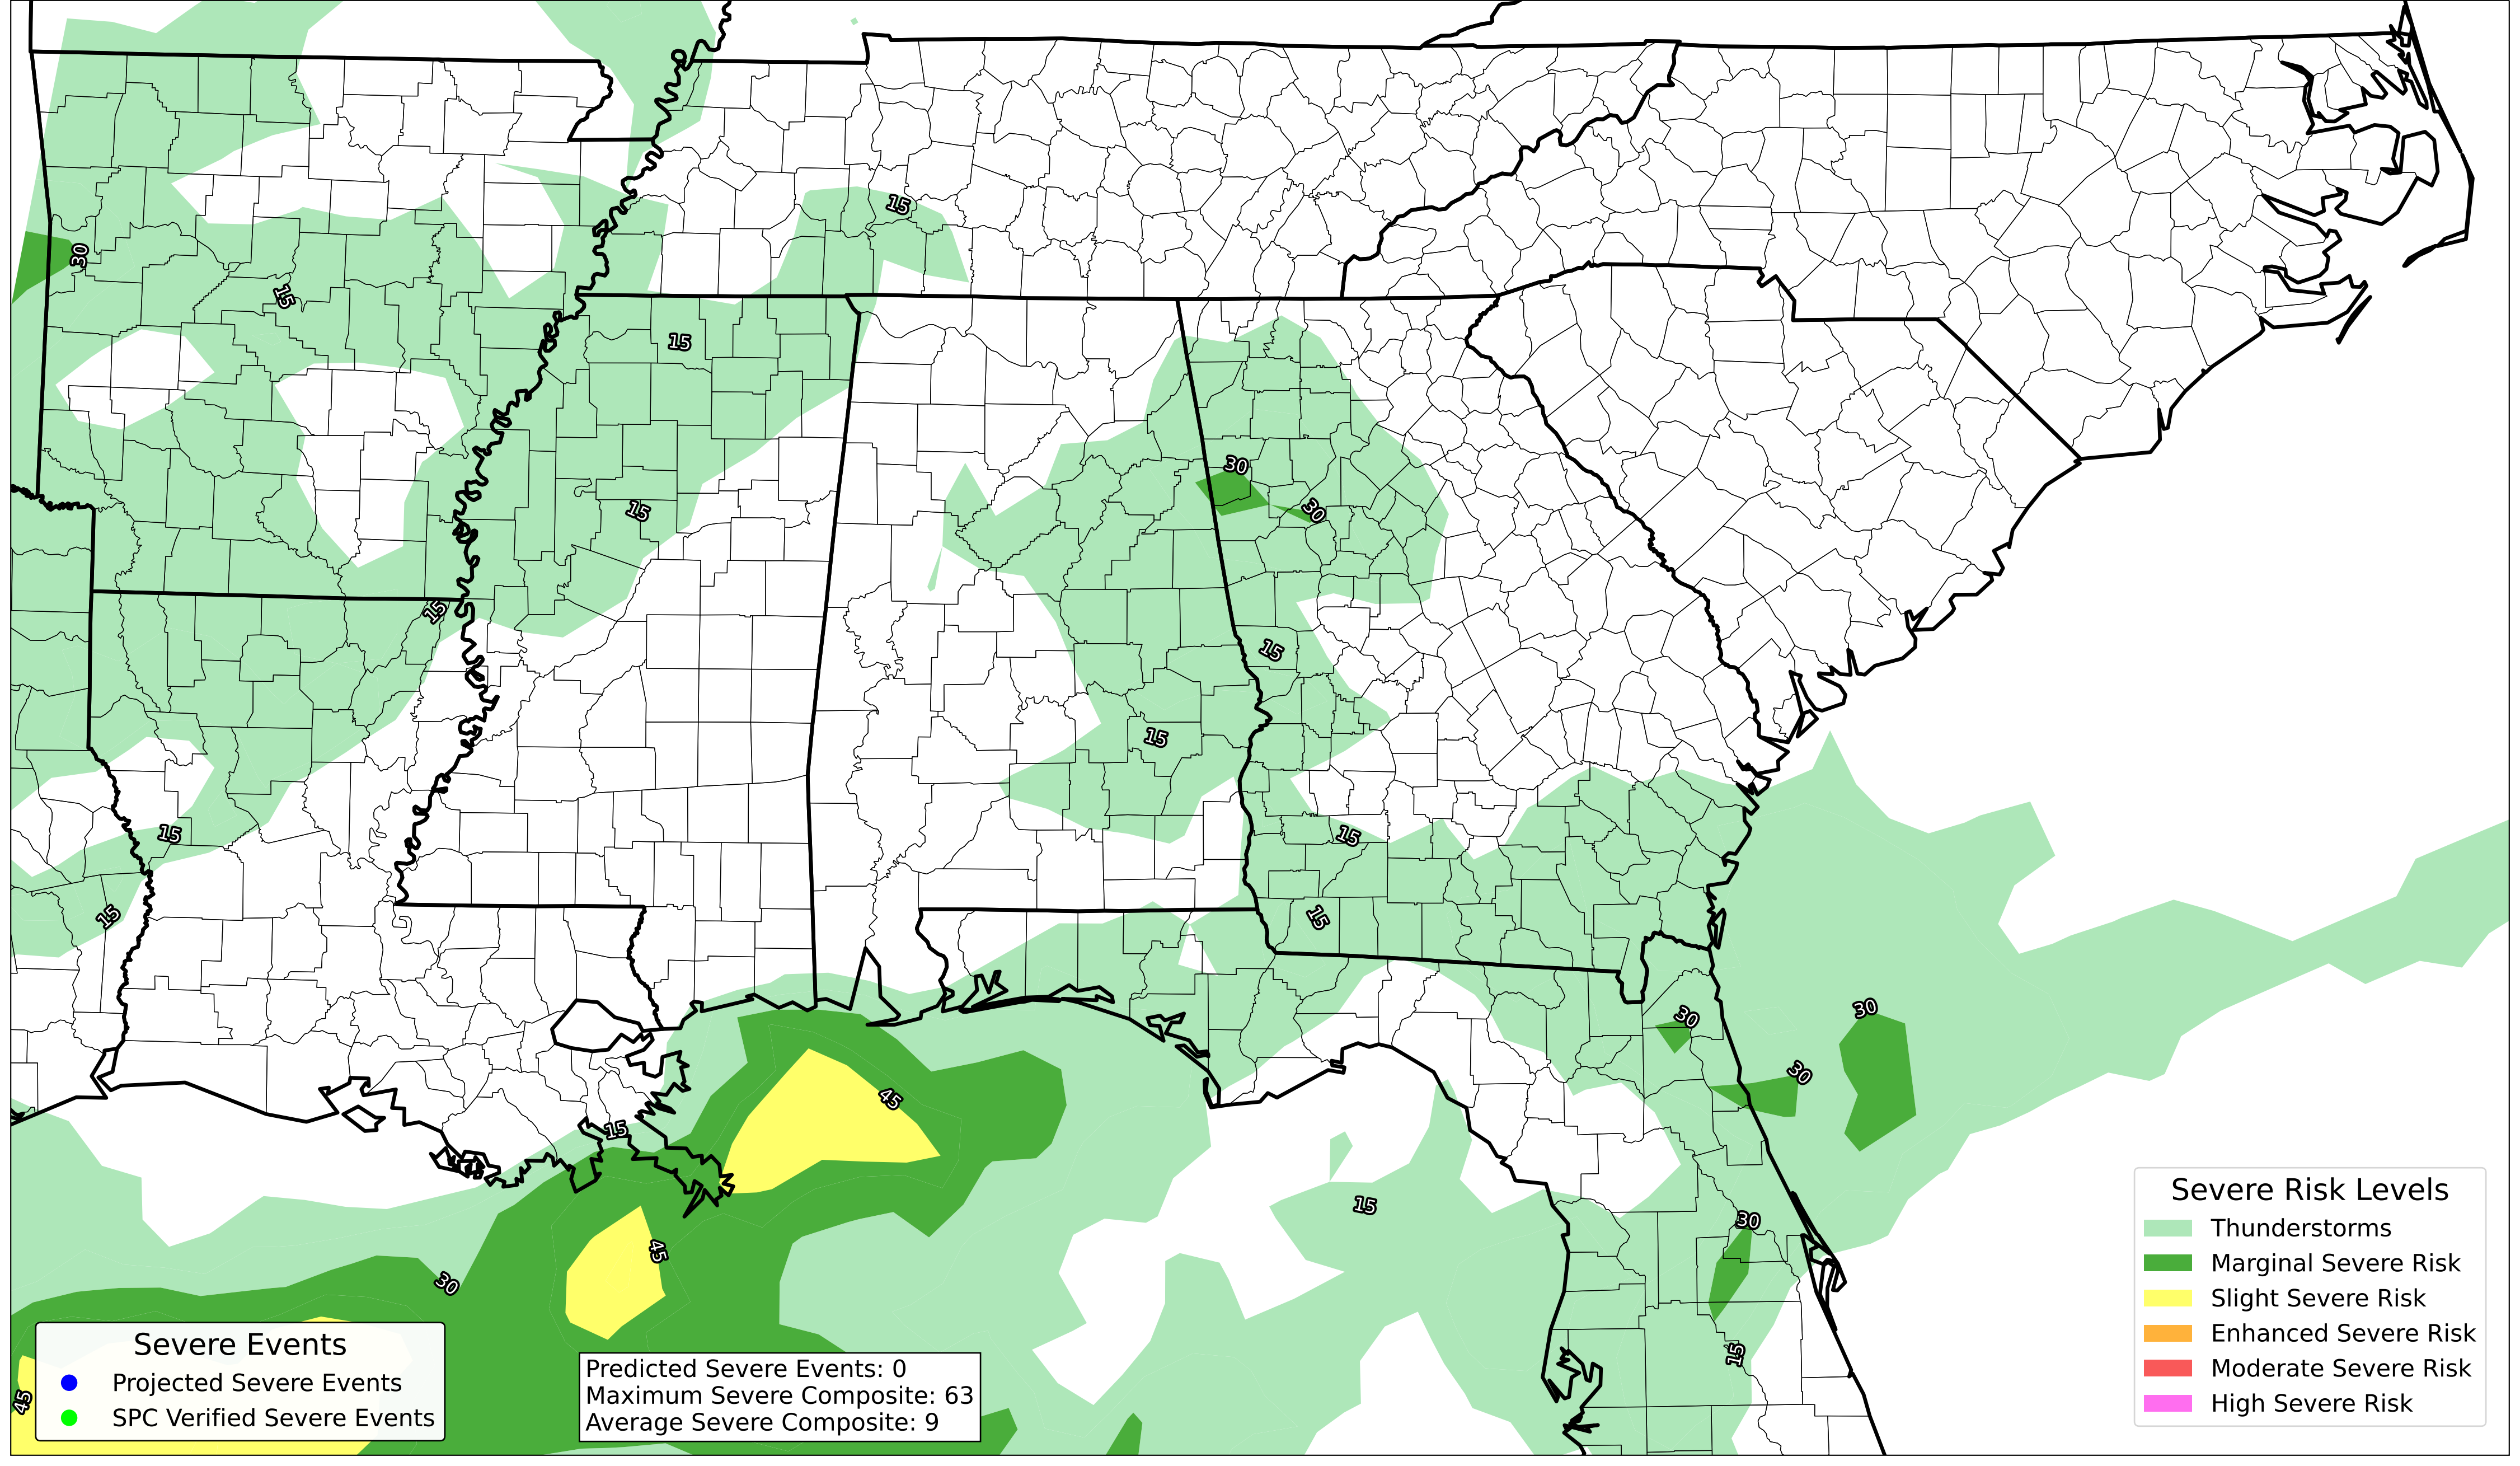 15
30
15
15
30
15
30
15
15
15
15
15
15
15
30
30
30
45
15
15
30
45
30
15
45
Severe Events
Projected Severe Events
SPC Verified Severe Events
Predicted Severe Events: 0
Maximum Severe Composite: 63
Average Severe Composite: 9
Severe Risk Levels
Thunderstorms
Marginal Severe Risk
Slight Severe Risk
Enhanced Severe Risk
Moderate Severe Risk
High Severe Risk